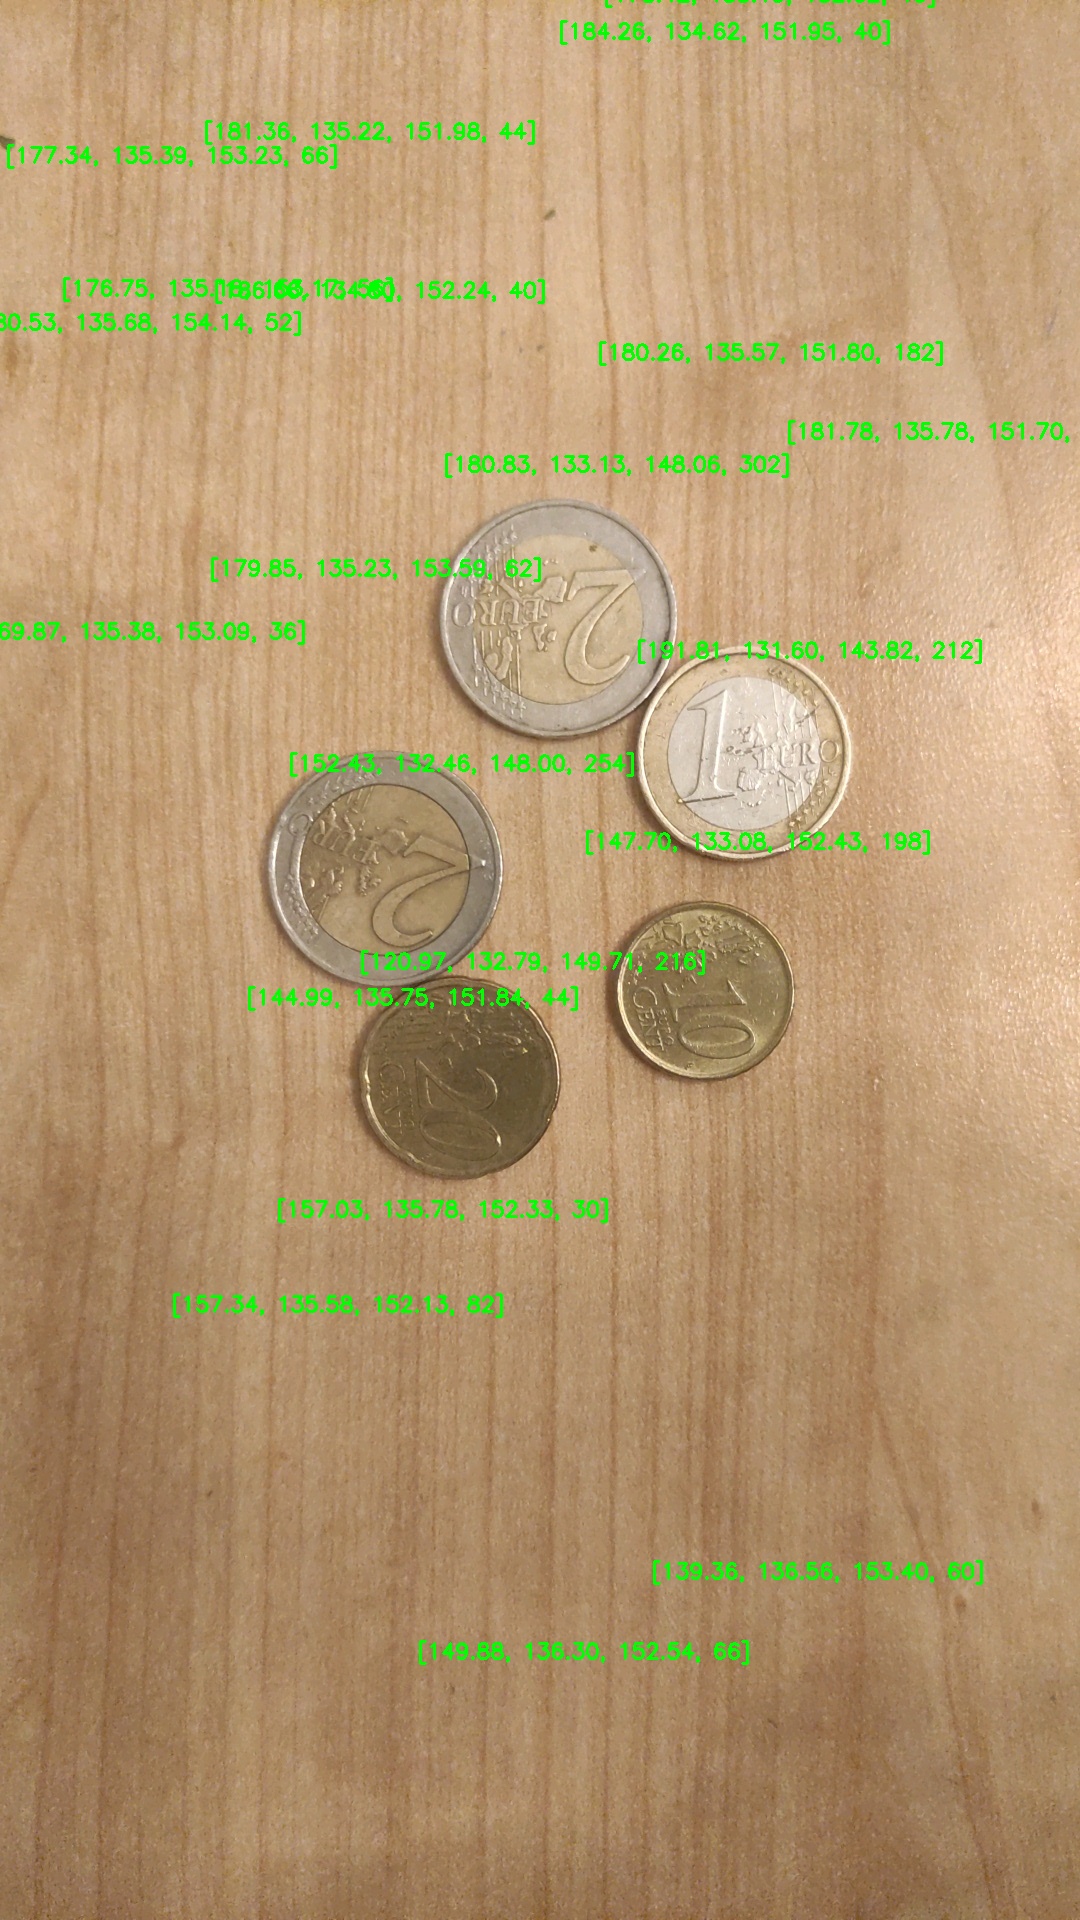 [184.26, 134.62, 151.95, 40]
[181.36, 135.22, 151.98, 44]
[177.34, 135.39, 153.23, 66]
[176.75,
152.24, 40]
80.53, 135.68, 154.14, 52]
[180.26, 135.57, 151.80, 182]
[181.78, 135.78, 151.70,
[180.83, 133.13, 148.06, 302]
[179.85, 135.23, 153.59, 62]
2 EURO
69.87, 135.38, 153.09, 36]
[191.81, 131.60, 143.82, 212]
1 EURO
[152.43, 132.46, 148.00, 254]
2
[147.70, 133.08, 152.43, 198]
[120.97, 132.79, 149.71, 216]
[144.99, 135.75, 151.84, 44]
10 EURO CENT
20 CENT
[157.03, 135.78, 152.33, 30]
[157.34, 135.58, 152.13, 82]
[139.36, 136.56, 153.40, 60]
[149.88, 136.30, 152.54, 66]